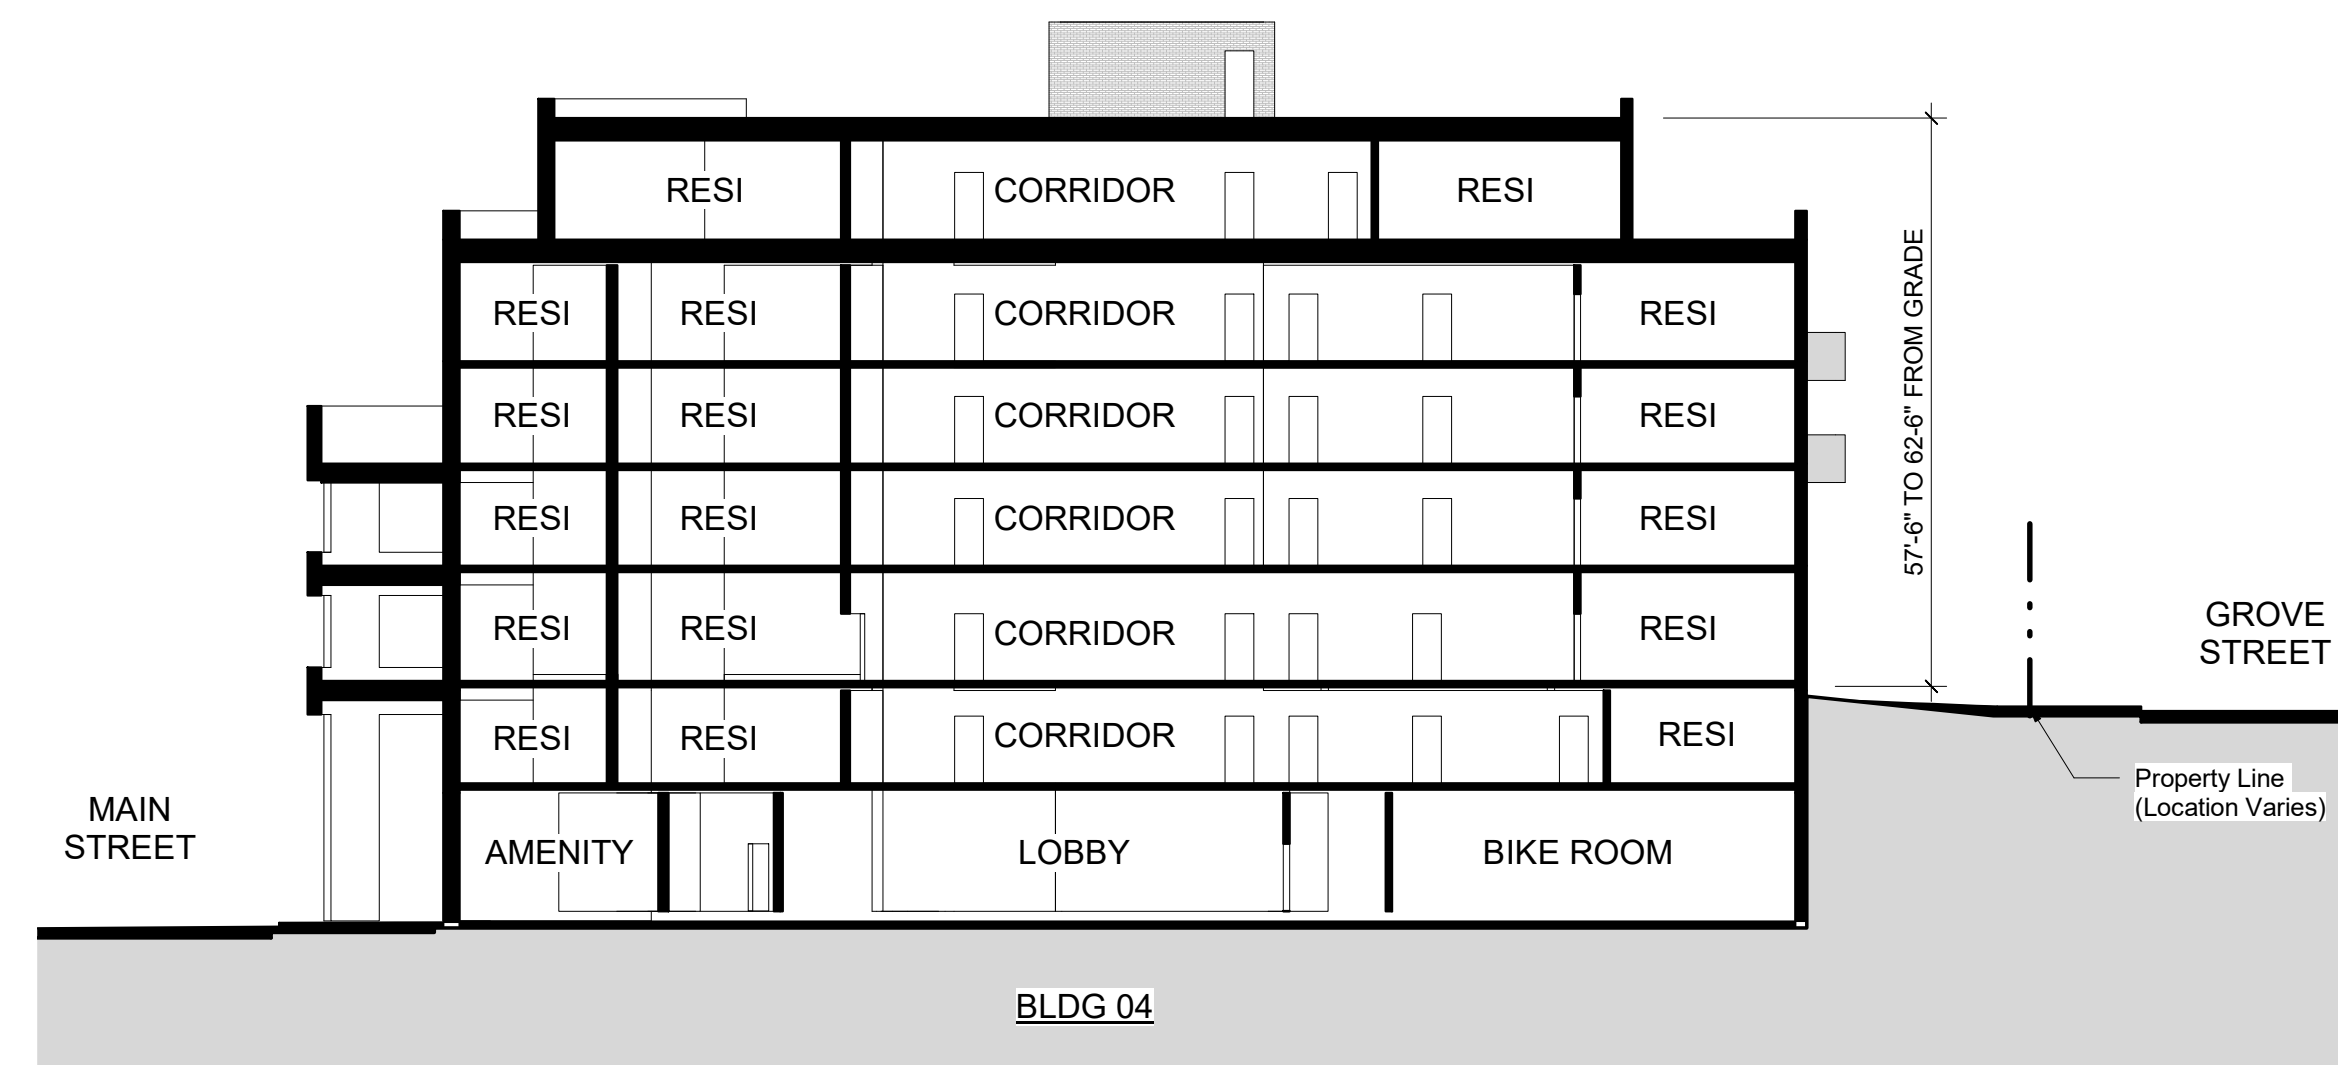 RESI CORRIDOR RESI
RESI RESI CORRIDOR RESI
RESI RESI CORRIDOR RESI
RESI RESI CORRIDOR RESI
RESI RESI CORRIDOR RESI
RESI RESI CORRIDOR RESI
AMENITY LOBBY BIKE ROOM
MAIN
STREET
57'-6" TO 62-6" FROM GRADE
GROVE
STREET
Property Line
(Location Varies)
BLDG 04